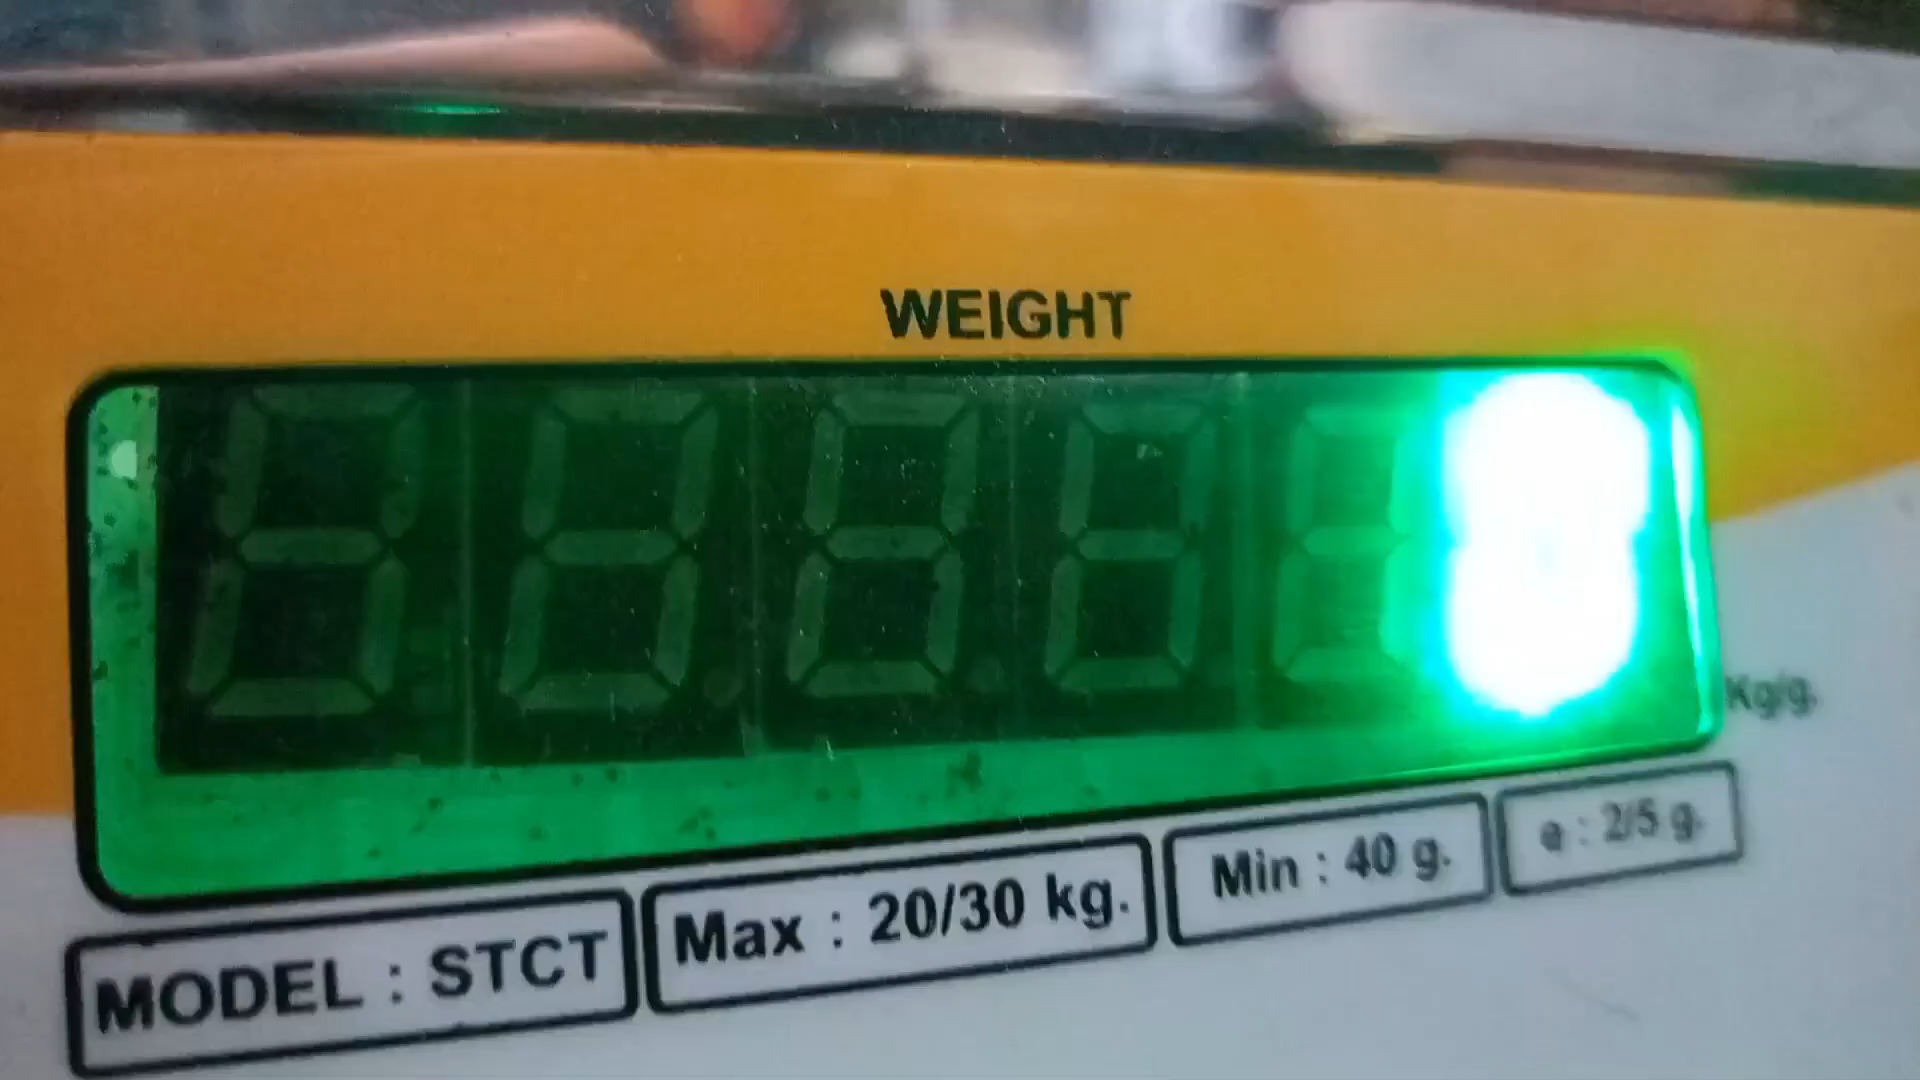 WEIGHT
Kg/g.
MODEL : STCT
Max : 20/30 kg.
Min : 40 g.
e : 2/5 g.